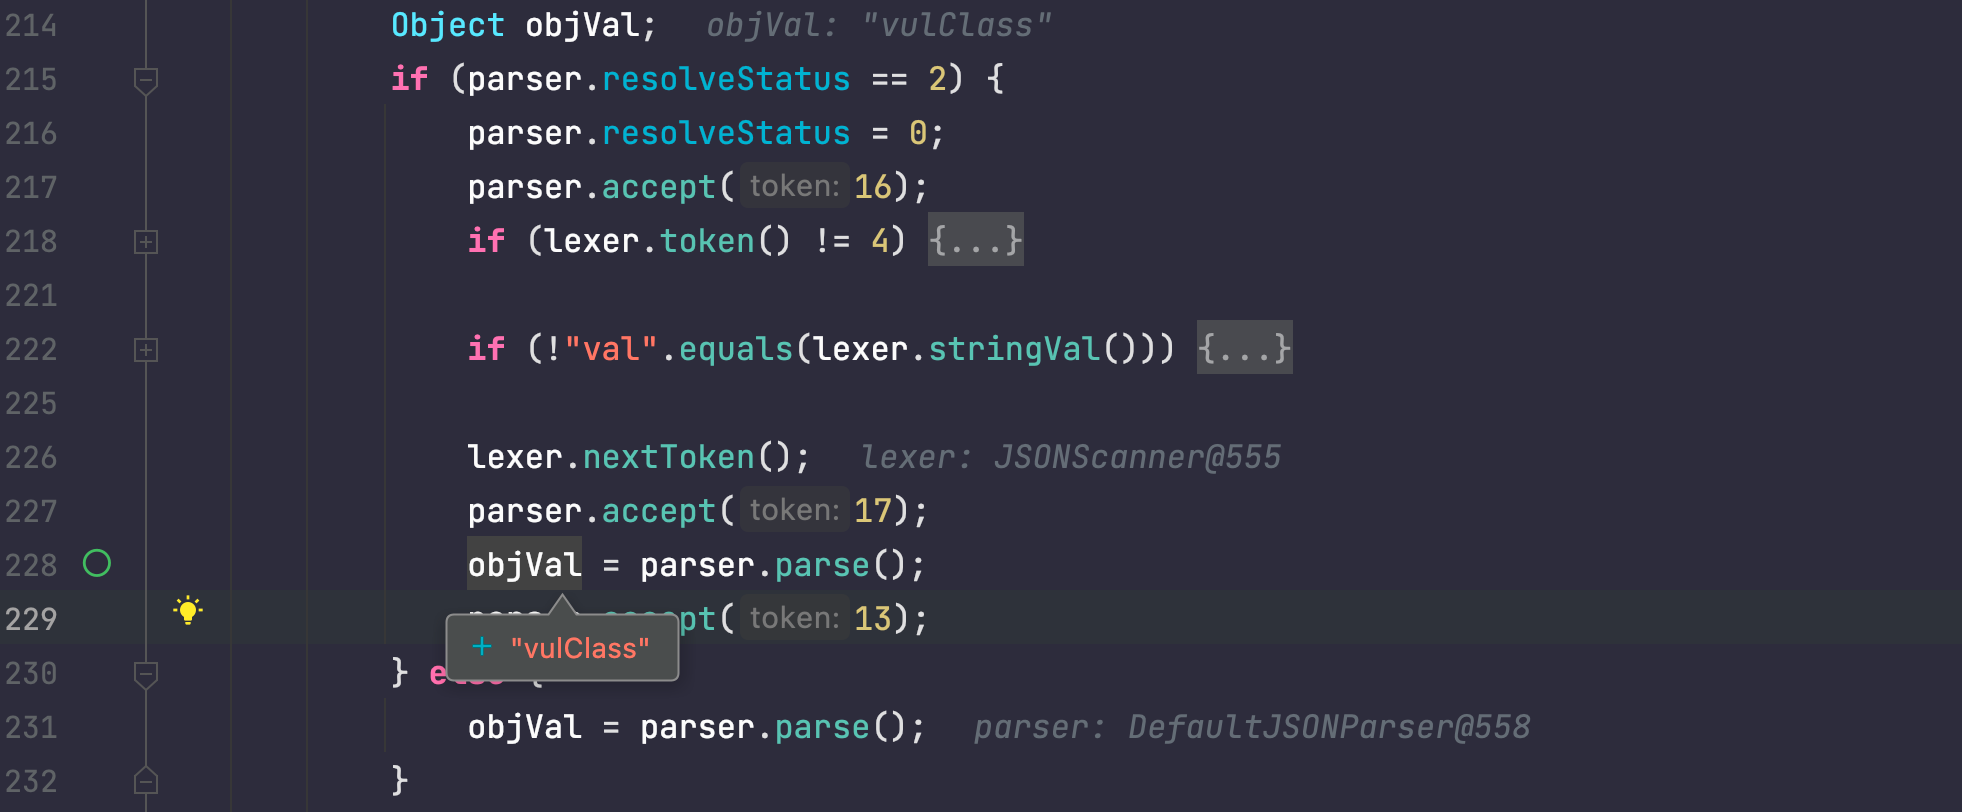 214 Object objVal; objVal: "vulClass"
215 if (parser.resolveStatus == 2) {
216 parser.resolveStatus = 0;
217 parser.accept( token: 16);
218 if (lexer.token() != 4) {...}
221
222 if (!"val".equals(lexer.stringVal())) {...}
225
226 lexer.nextToken(); lexer: JSONScanner@555
227 parser.accept( token: 17);
228 objVal = parser.parse();
229 pt( token: 13);
+ "vulClass"
230 } {
231 objVal = parser.parse(); parser: DefaultJSONParser@558
232 }